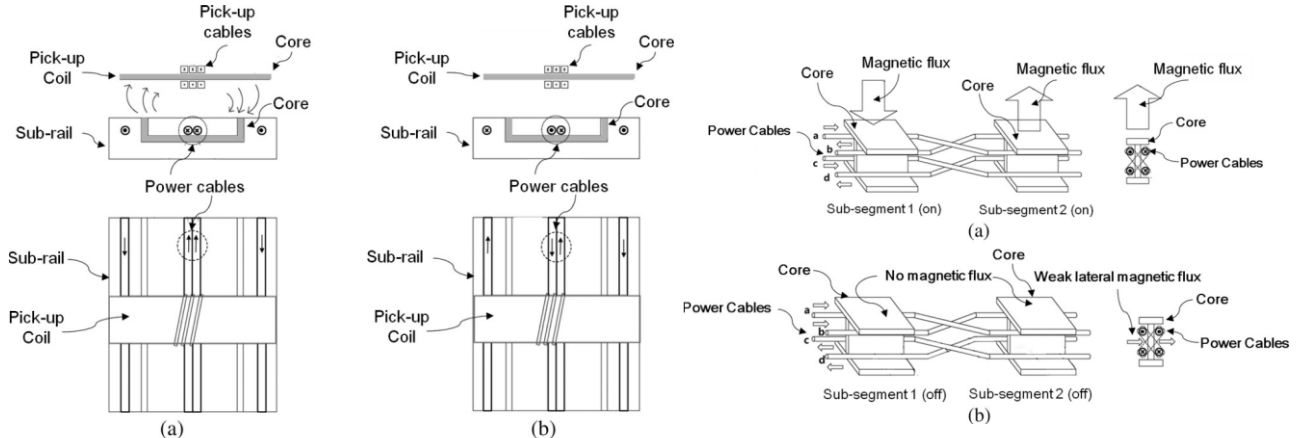 Pick-up
cables
Pick-up
Coil
Core
Core
Sub-rail
Power cables
Sub-rail
Pick-up
Coil
(a)
Pick-up
cables
Pick-up
Coil
Core
Core
Sub-rail
Power cables
Sub-rail
Pick-up
Coil
(b)
Magnetic flux
Magnetic flux
Magnetic flux
Core
Core
Core
Power Cables
a
b
c
d
Power Cables
Sub-segment 1 (on)
Sub-segment 2 (on)
(a)
Core
No magnetic flux
Core
Weak lateral magnetic flux
Core
Power Cables
a
b
c
d
Power Cables
Sub-segment 1 (off)
Sub-segment 2 (off)
(b)